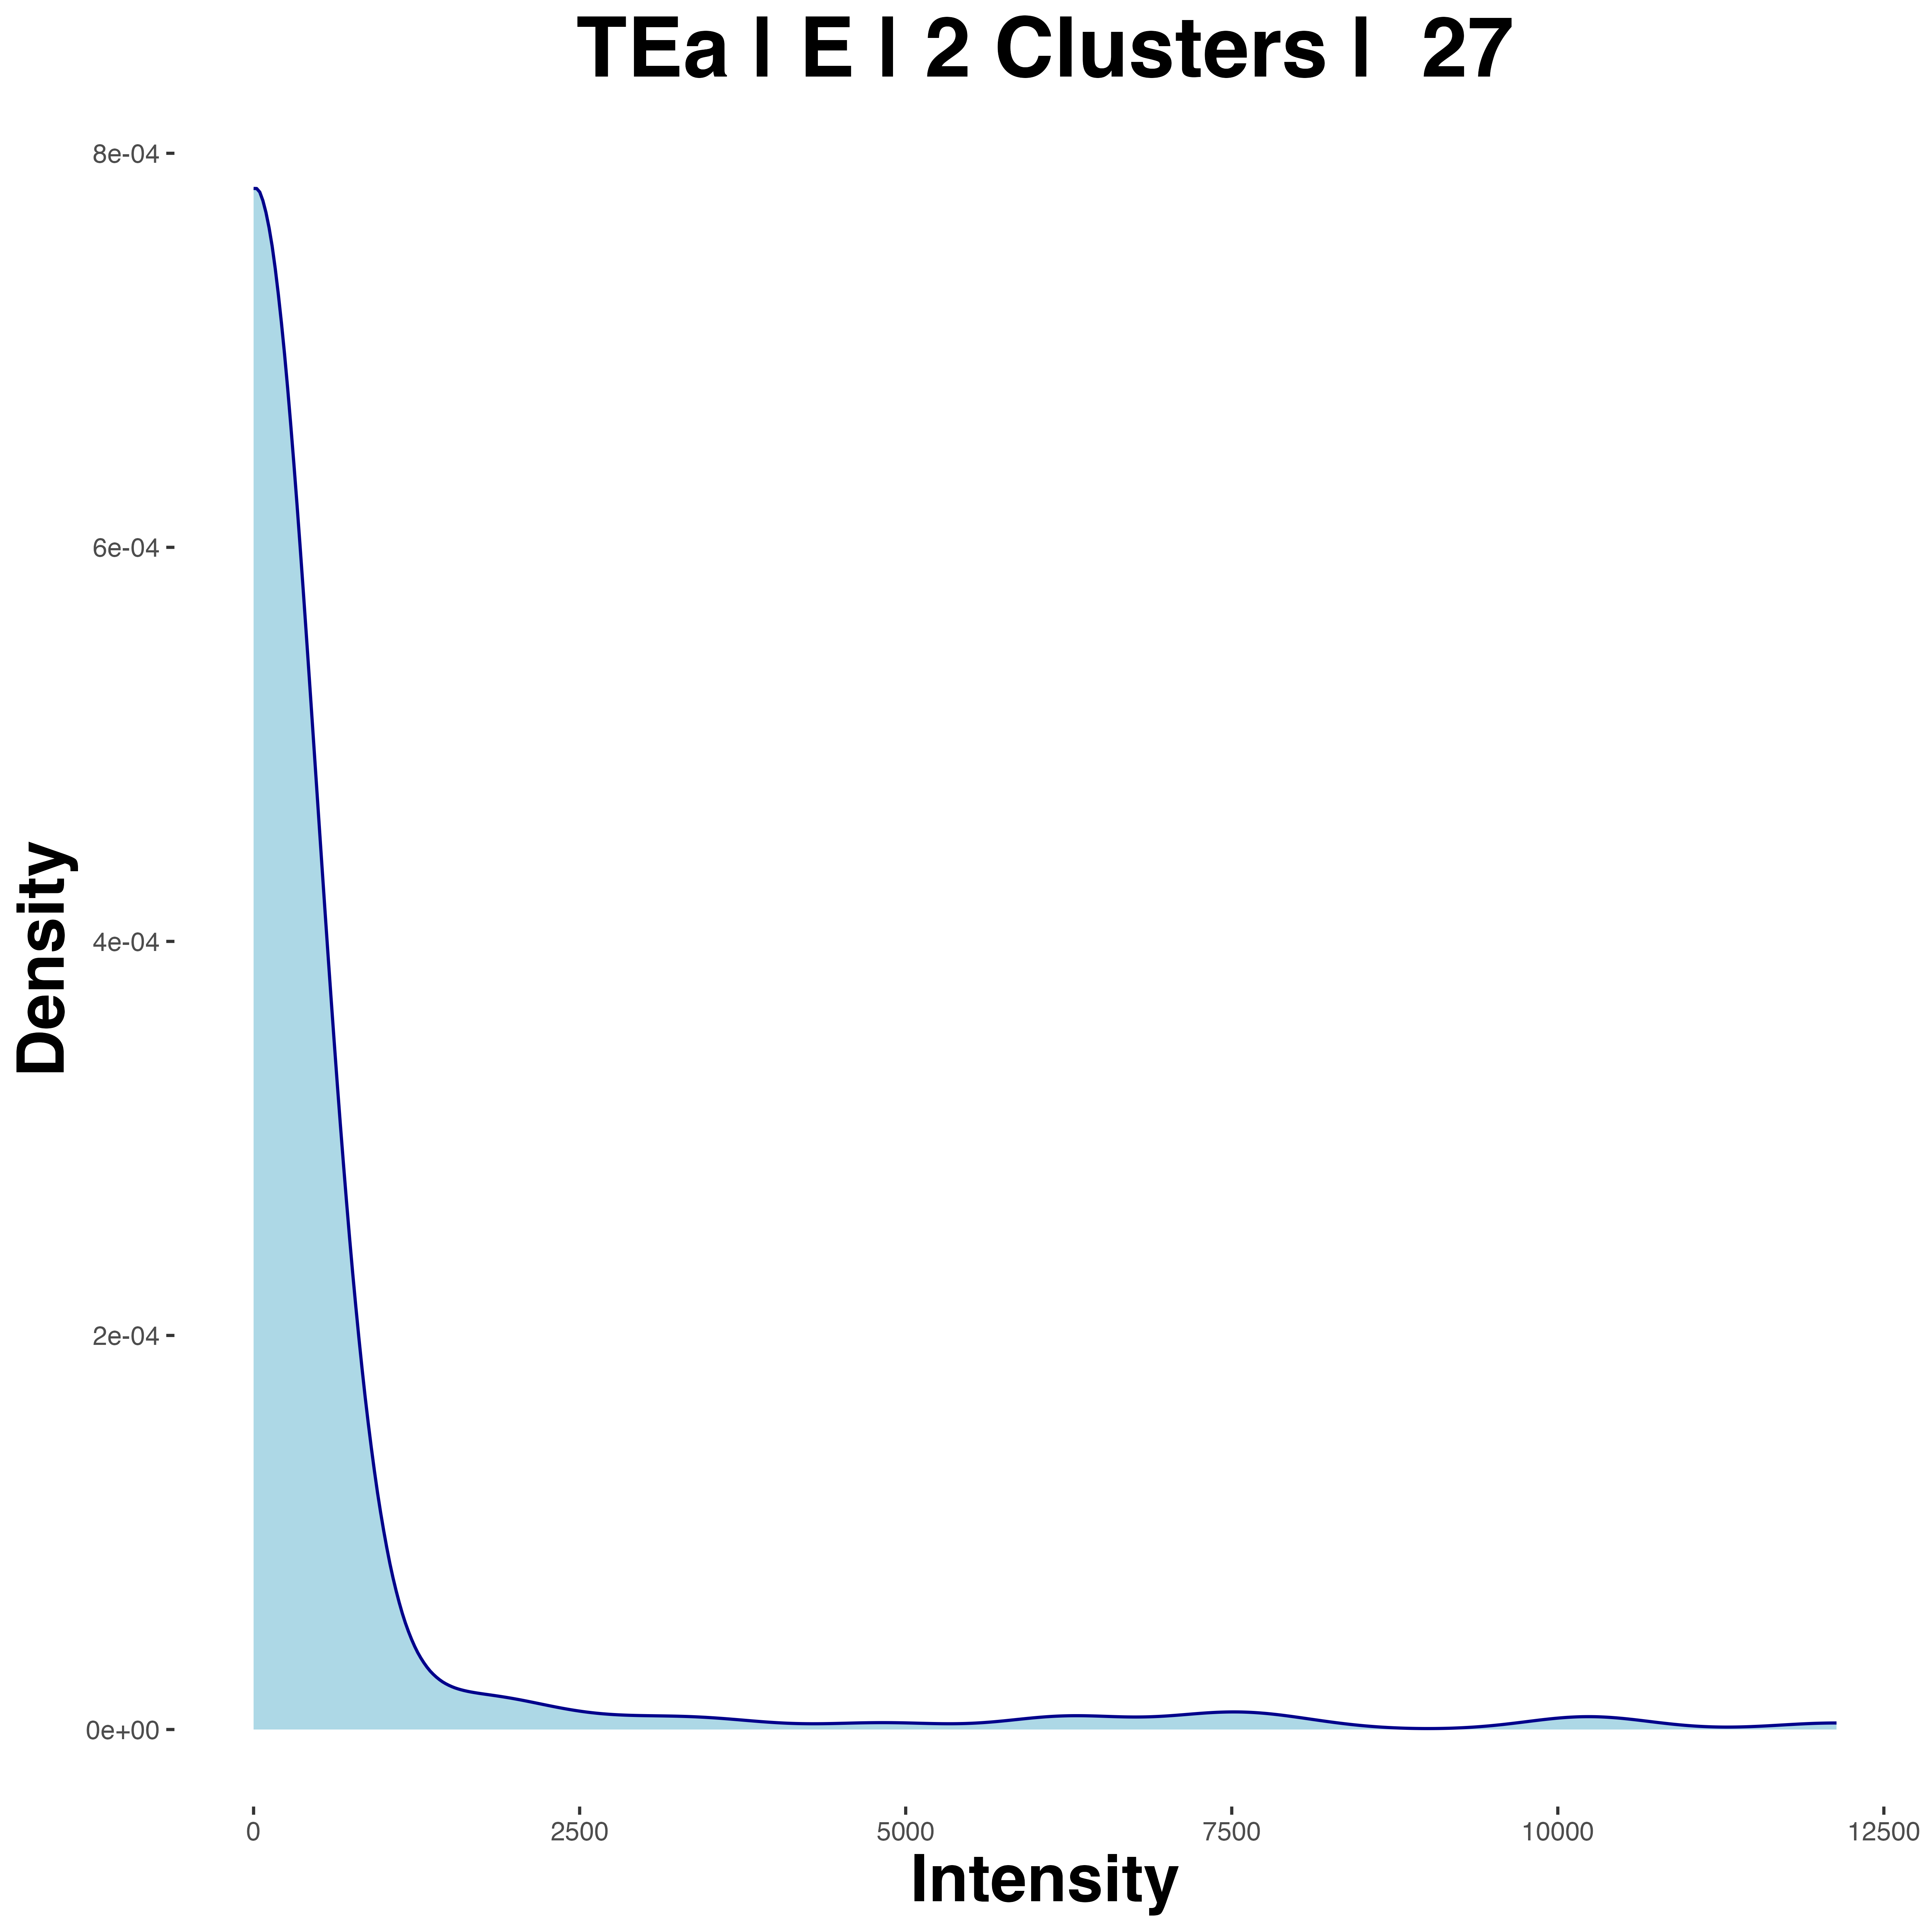 TEa | E | 2 Clusters |  27
8e-04
6e-04
4e-04
2e-04
0e+00
Density
0 2500 5000 7500 10000 12500
Intensity